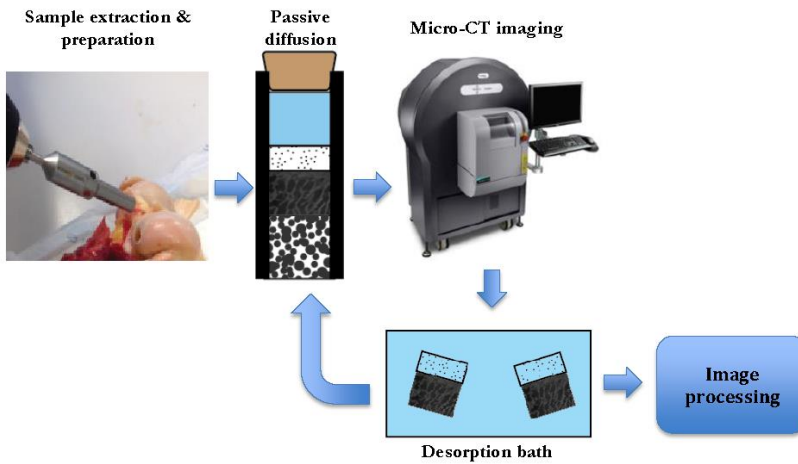 Sample extraction &
preparation
Passive
diffusion
Micro-CT imaging
Desorption bath
Image
processing